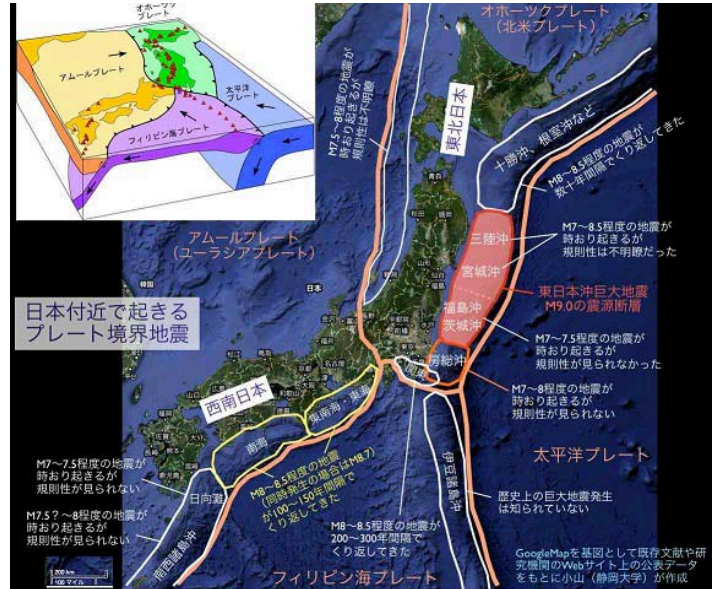 オホーツク
プレート
アムールプレート
太平洋
プレート
フィリピン海プレート
オホーツクプレート
（北米プレート）
M7.5〜8程度の地震が
時おり起きるが
規則性は不明瞭
東北日本
十勝沖、根室沖など
M8〜8.5程度の地震が
数十年間隔でくり返してきた
アムールプレート
（ユーラシアプレート）
三陸沖
宮城沖
福島沖
茨城沖
房総沖
関東
M7〜8.5程度の地震が
時おり起きるが
規則性は不明瞭だった
東日本沖巨大地震
M9.0の震源断層
M7〜7.5程度の地震が
時おり起きるが
規則性が見られなかった
M7〜8程度の地震が
時おり起きるが
規則性が見られない
日本付近で起きる
プレート境界地震
日本
青森
仙台
福島
東京
名古屋
西南日本
東南海・東海
南海
日向灘
M8〜8.5程度の地震
(同時発生の場合はM8.7)
が100〜150年間隔で
くり返してきた
M7〜7.5程度の地震が
時おり起きるが
規則性が見られない
M7.5？〜8程度の地震が
時おり起きるが
規則性が見られない
南西諸島沖
M8〜8.5程度の地震が
200〜300年間隔で
くり返してきた
伊豆諸島沖
太平洋プレート
歴史上の巨大地震発生
は知られていない
フィリピン海プレート
GoogleMapを基図として既存文献や研
究機関のWebサイト上の公表データ
をもとに小山（静岡大学）が作成
200 km
100 マイル